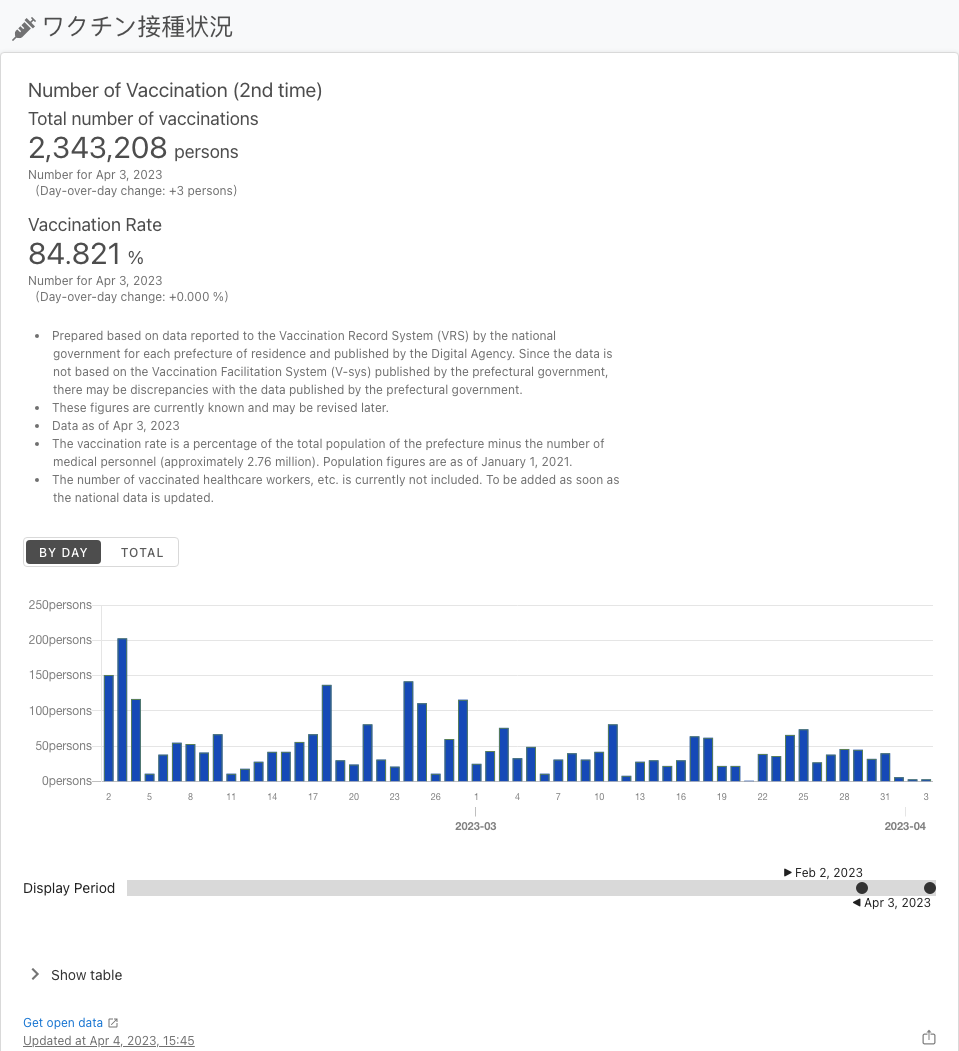 ワクチン接種状況
Number of Vaccination (2nd time)
Total number of vaccinations
2,343,208 persons
Number for Apr 3, 2023
(Day-over-day change: +3 persons)
Vaccination Rate
84.821 %
Number for Apr 3, 2023
(Day-over-day change: +0.000 %)
• Prepared based on data reported to the Vaccination Record System (VRS) by the national
government for each prefecture of residence and published by the Digital Agency. Since the data is
not based on the Vaccination Facilitation System (V-sys) published by the prefectural government,
there may be discrepancies with the data published by the prefectural government.
• These figures are currently known and may be revised later.
• Data as of Apr 3, 2023
• The vaccination rate is a percentage of the total population of the prefecture minus the number of
medical personnel (approximately 2.76 million). Population figures are as of January 1, 2021.
• The number of vaccinated healthcare workers, etc. is currently not included. To be added as soon as
the national data is updated.
BY DAY TOTAL
250persons
200persons
150persons
100persons
50persons
0persons
2 5 8 11 14 17 20 23 26 1 4 7 10 13 16 19 22 25 28 31 3
2023-03 2023-04
▶ Feb 2, 2023
Display Period
◀ Apr 3, 2023
Show table
Get open data
Updated at Apr 4, 2023, 15:45